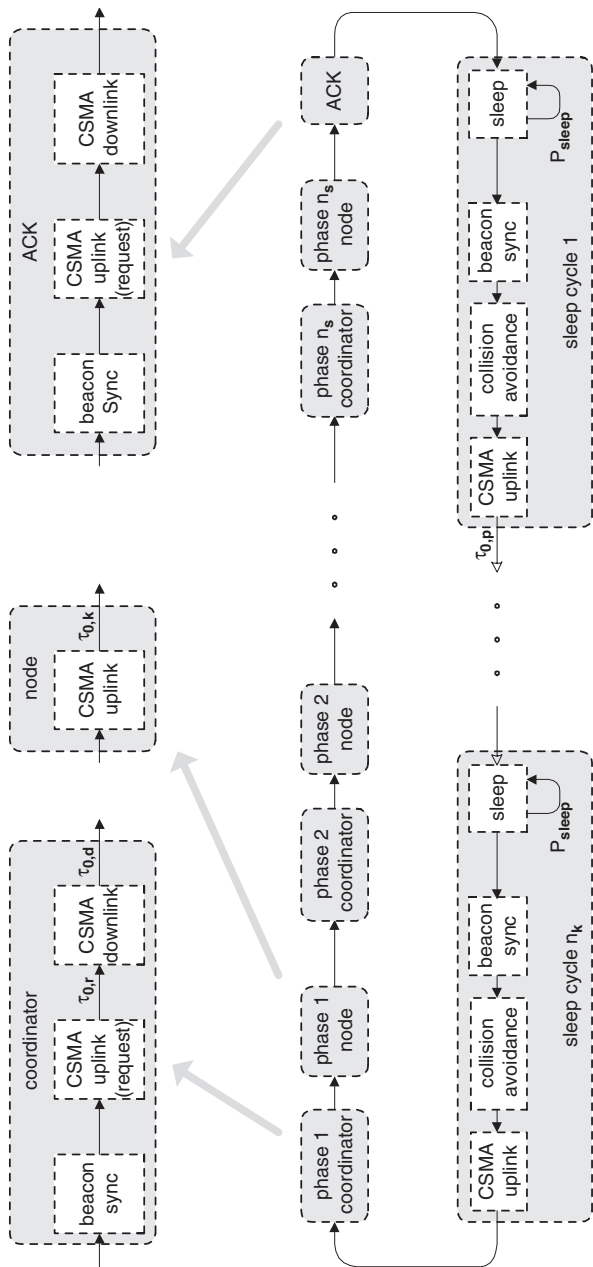 coordinator
beacon
sync
CSMA
uplink
(request)
τ0,r
CSMA
downlink
τ0,d
node
CSMA
uplink
τ0,k
ACK
beacon
Sync
CSMA
uplink
(request)
CSMA
downlink
phase 1
coordinator
phase 1
node
phase 2
coordinator
phase 2
node
phase ns
coordinator
phase ns
node
ACK
CSMA
uplink
collision
avoidance
beacon
sync
sleep
Psleep
sleep cycle nk
τ0,p
CSMA
uplink
collision
avoidance
beacon
sync
sleep
Psleep
sleep cycle 1